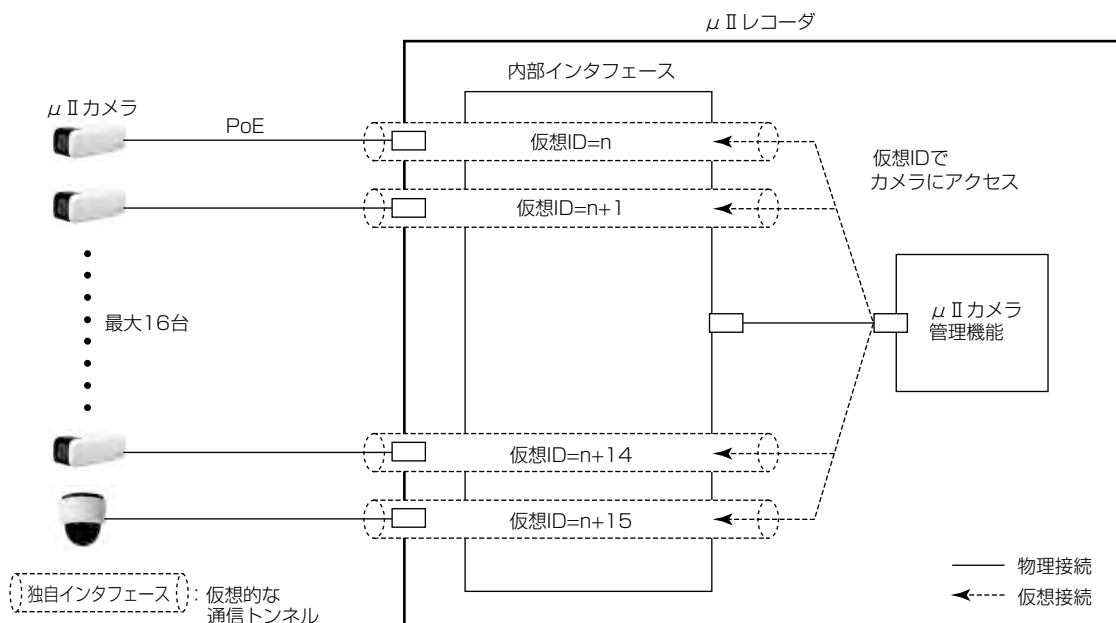 μⅡレコーダ
内部インタフェース
μⅡカメラ
PoE
仮想ID=n
仮想IDで
カメラにアクセス
仮想ID=n+1
最大16台
μⅡカメラ
管理機能
仮想ID=n+14
仮想ID=n+15
独自インタフェース : 仮想的な
通信トンネル
物理接続
仮想接続